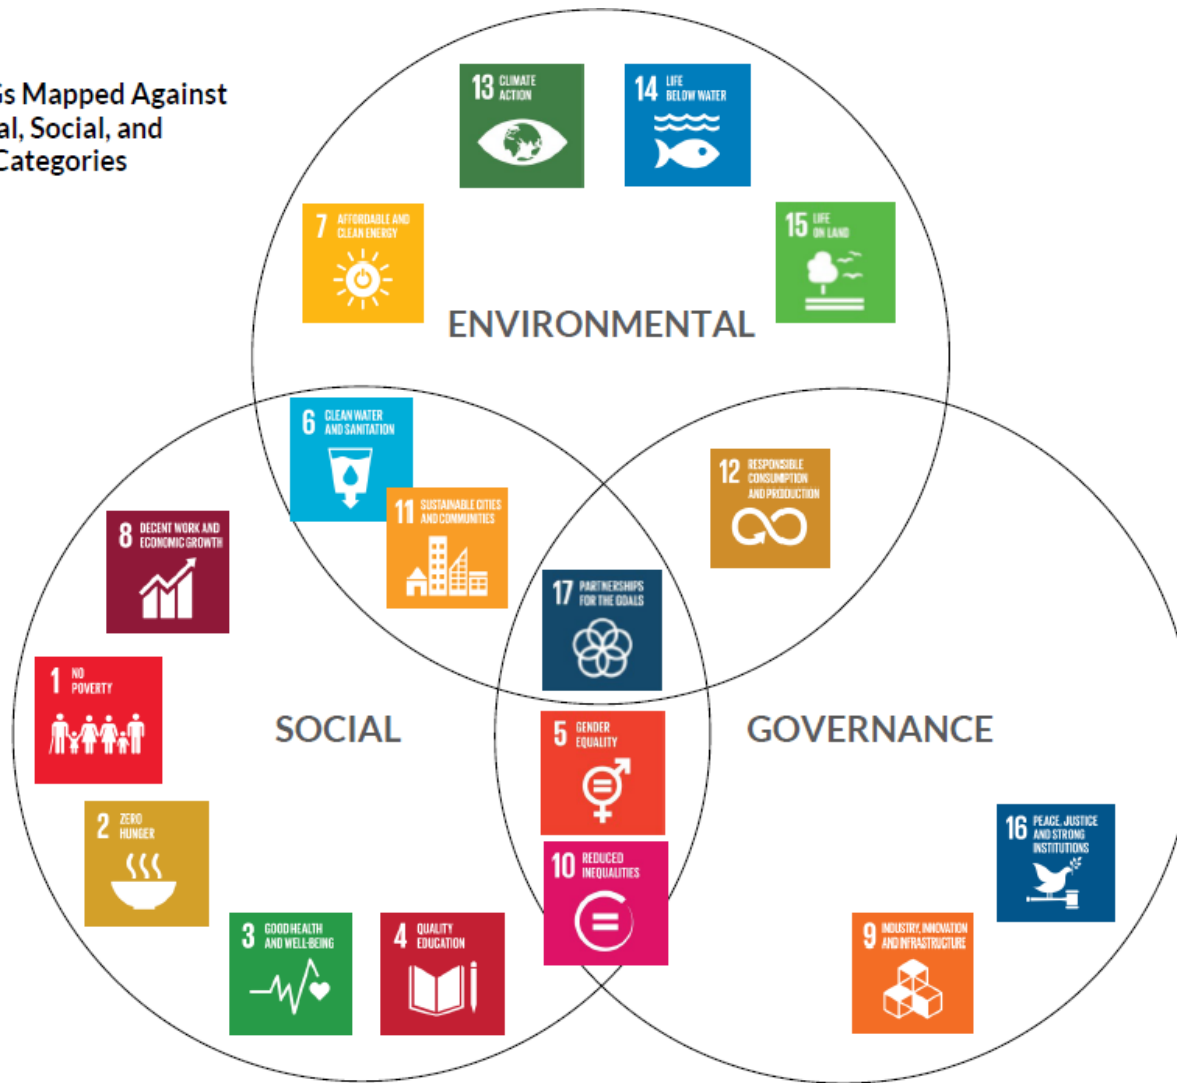 Gs Mapped Against
al, Social, and
Categories
13 CLIMATE
ACTION
14 LIFE
BELOW WATER
7 AFFORDABLE AND
CLEAN ENERGY
15 LIFE
ON LAND
ENVIRONMENTAL
6 CLEAN WATER
AND SANITATION
12 RESPONSIBLE
CONSUMPTION
AND PRODUCTION
11 SUSTAINABLE CITIES
AND COMMUNITIES
8 DECENT WORK AND
ECONOMIC GROWTH
17 PARTNERSHIPS
FOR THE GOALS
1 NO
POVERTY
SOCIAL
5 GENDER
EQUALITY
GOVERNANCE
2 ZERO
HUNGER
16 PEACE, JUSTICE
AND STRONG
INSTITUTIONS
10 REDUCED
INEQUALITIES
3 GOOD HEALTH
AND WELL-BEING
4 QUALITY
EDUCATION
9 INDUSTRY, INNOVATION
AND INFRASTRUCTURE